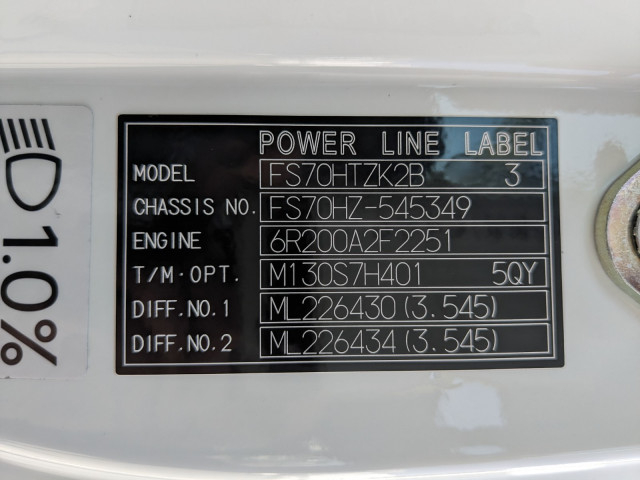 POWER LINE LABEL
MODEL FS70HTZK2B 3
CHASSIS NO. FS70HZ-545349
ENGINE 6R200A2F2251
T/M·OPT. M130S7H401 5QY
DIFF.NO.1 ML226430(3.545)
DIFF.NO.2 ML226434(3.545)
1.0%